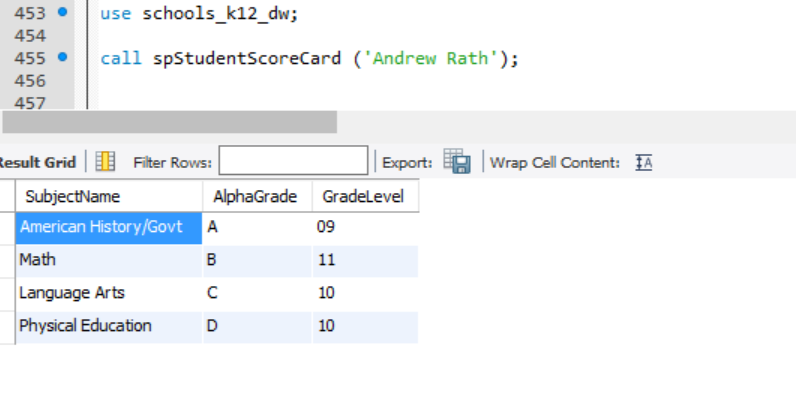 453 use schools_k12_dw;
454
455 call spStudentScoreCard ('Andrew Rath');
456
457
Result Grid Filter Rows: Export: Wrap Cell Content:
SubjectName AlphaGrade GradeLevel
American History/Govt A 09
Math B 11
Language Arts C 10
Physical Education D 10